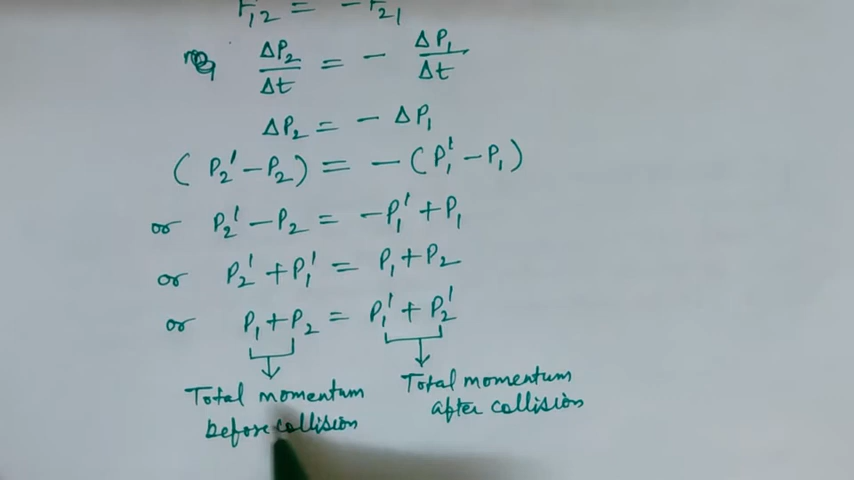 F₁₂ = - F₂₁
ΔP₂/Δt = - ΔP₁/Δt
ΔP₂ = - ΔP₁
(P₂' - P₂) = - (P₁' - P₁)
or P₂' - P₂ = - P₁' + P₁
or P₂' + P₁' = P₁ + P₂
or P₁ + P₂ = P₁' + P₂'
Total momentum before collision
Total momentum after collision